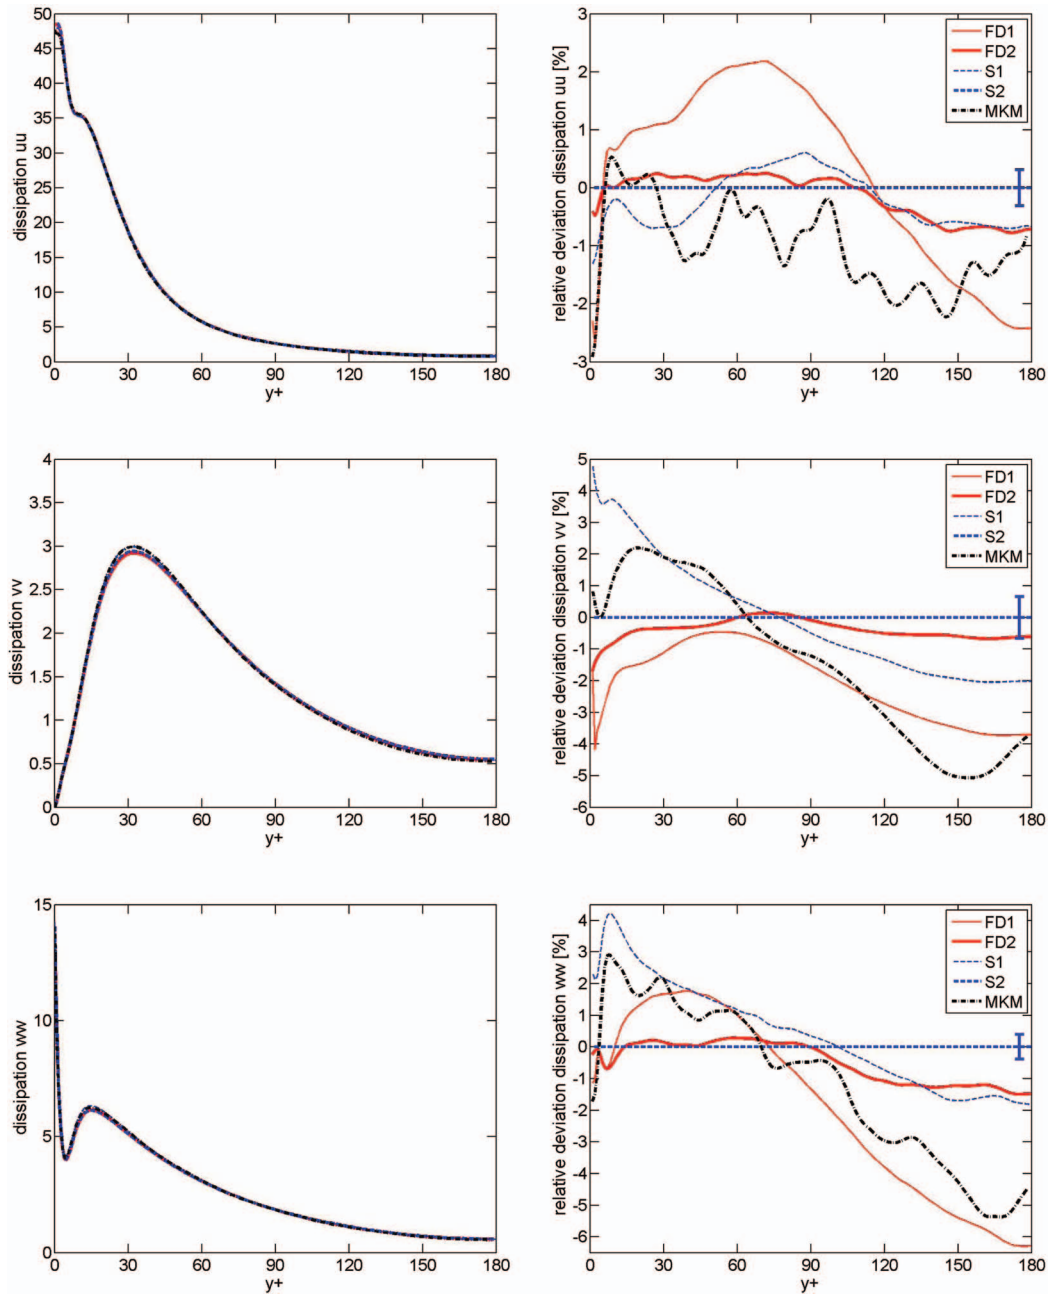 50
45
40
35
30
25
20
15
10
5
0
dissipation uu
0 30 60 90 120 150 180
y+
3
2
1
0
-1
-2
-3
relative deviation dissipation uu [%]
FD1
FD2
S1
S2
MKM
0 30 60 90 120 150 180
y+
4
3.5
3
2.5
2
1.5
1
0.5
0
dissipation vv
0 30 60 90 120 150 180
y+
5
4
3
2
1
0
-1
-2
-3
-4
-5
-6
relative deviation dissipation vv [%]
FD1
FD2
S1
S2
MKM
0 30 60 90 120 150 180
y+
15
10
5
0
dissipation ww
0 30 60 90 120 150 180
y+
4
3
2
1
0
-1
-2
-3
-4
-5
-6
relative deviation dissipation ww [%]
FD1
FD2
S1
S2
MKM
0 30 60 90 120 150 180
y+